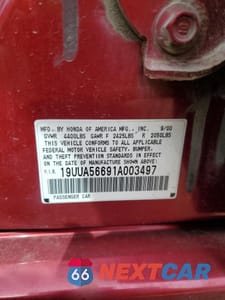 MFD. BY HONDA OF AMERICA MFG., INC. 9/00
GVWR 4400LBS GAWR F 2425LBS R 2050LBS
THIS VEHICLE CONFORMS TO ALL APPLICABLE
FEDERAL MOTOR VEHICLE SAFETY, BUMPER, AND
THEFT PREVENTION STANDARDS IN EFFECT ON THE
DATE OF MANUFACTURE SHOWN ABOVE.
V.I.N. 19UUA56691A003497
PASSENGER CAR
66 NEXTCAR